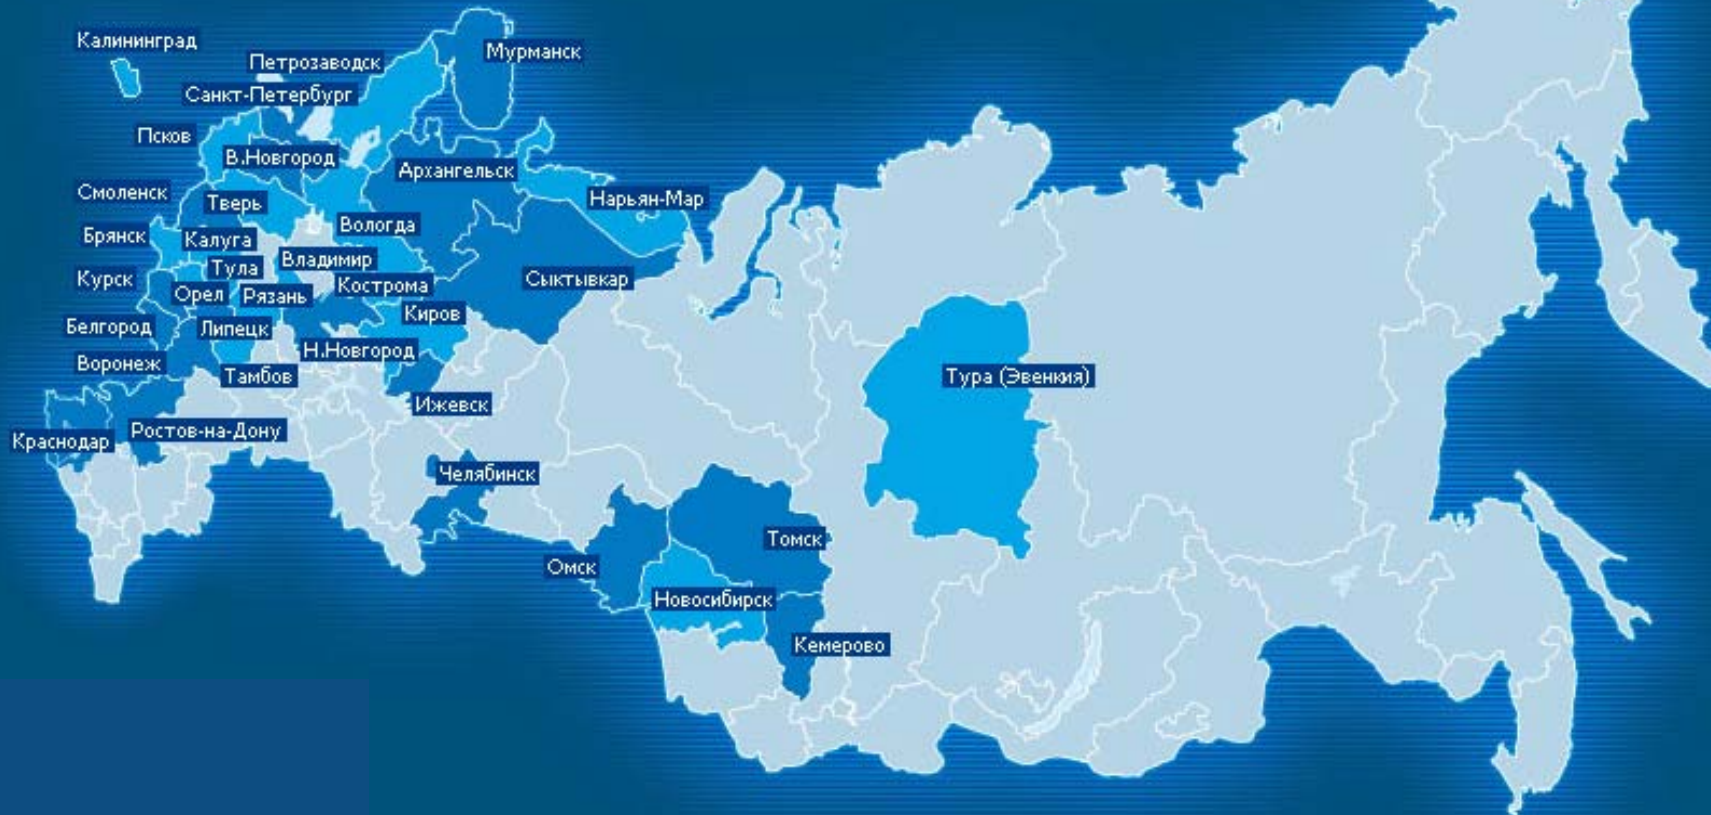 Калининград
Мурманск
Петрозаводск
Санкт-Петербург
Псков
В.Новгород
Архангельск
Смоленск
Тверь
Нарьян-Мар
Вологда
Брянск
Калуга
Владимир
Тула
Курск
Сыктывкар
Кострома
Орел
Рязань
Киров
Белгород
Липецк
Н.Новгород
Воронеж
Тамбов
Тура (Эвенкия)
Ижевск
Краснодар
Ростов-на-Дону
Челябинск
Томск
Омск
Новосибирск
Кемерово